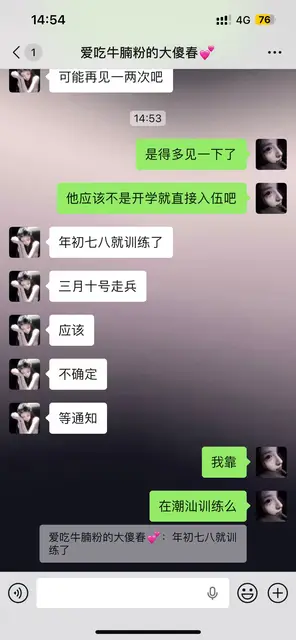 14:54
4G 76
1
爱吃牛腩粉的大傻春💕
可能再见一两次吧
14:53
是得多见一下了
他应该不是开学就直接入伍吧
年初七八就训练了
三月十号走兵
应该
不确定
等通知
我靠
在潮汕训练么
爱吃牛腩粉的大傻春💕：年初七八就训
练了